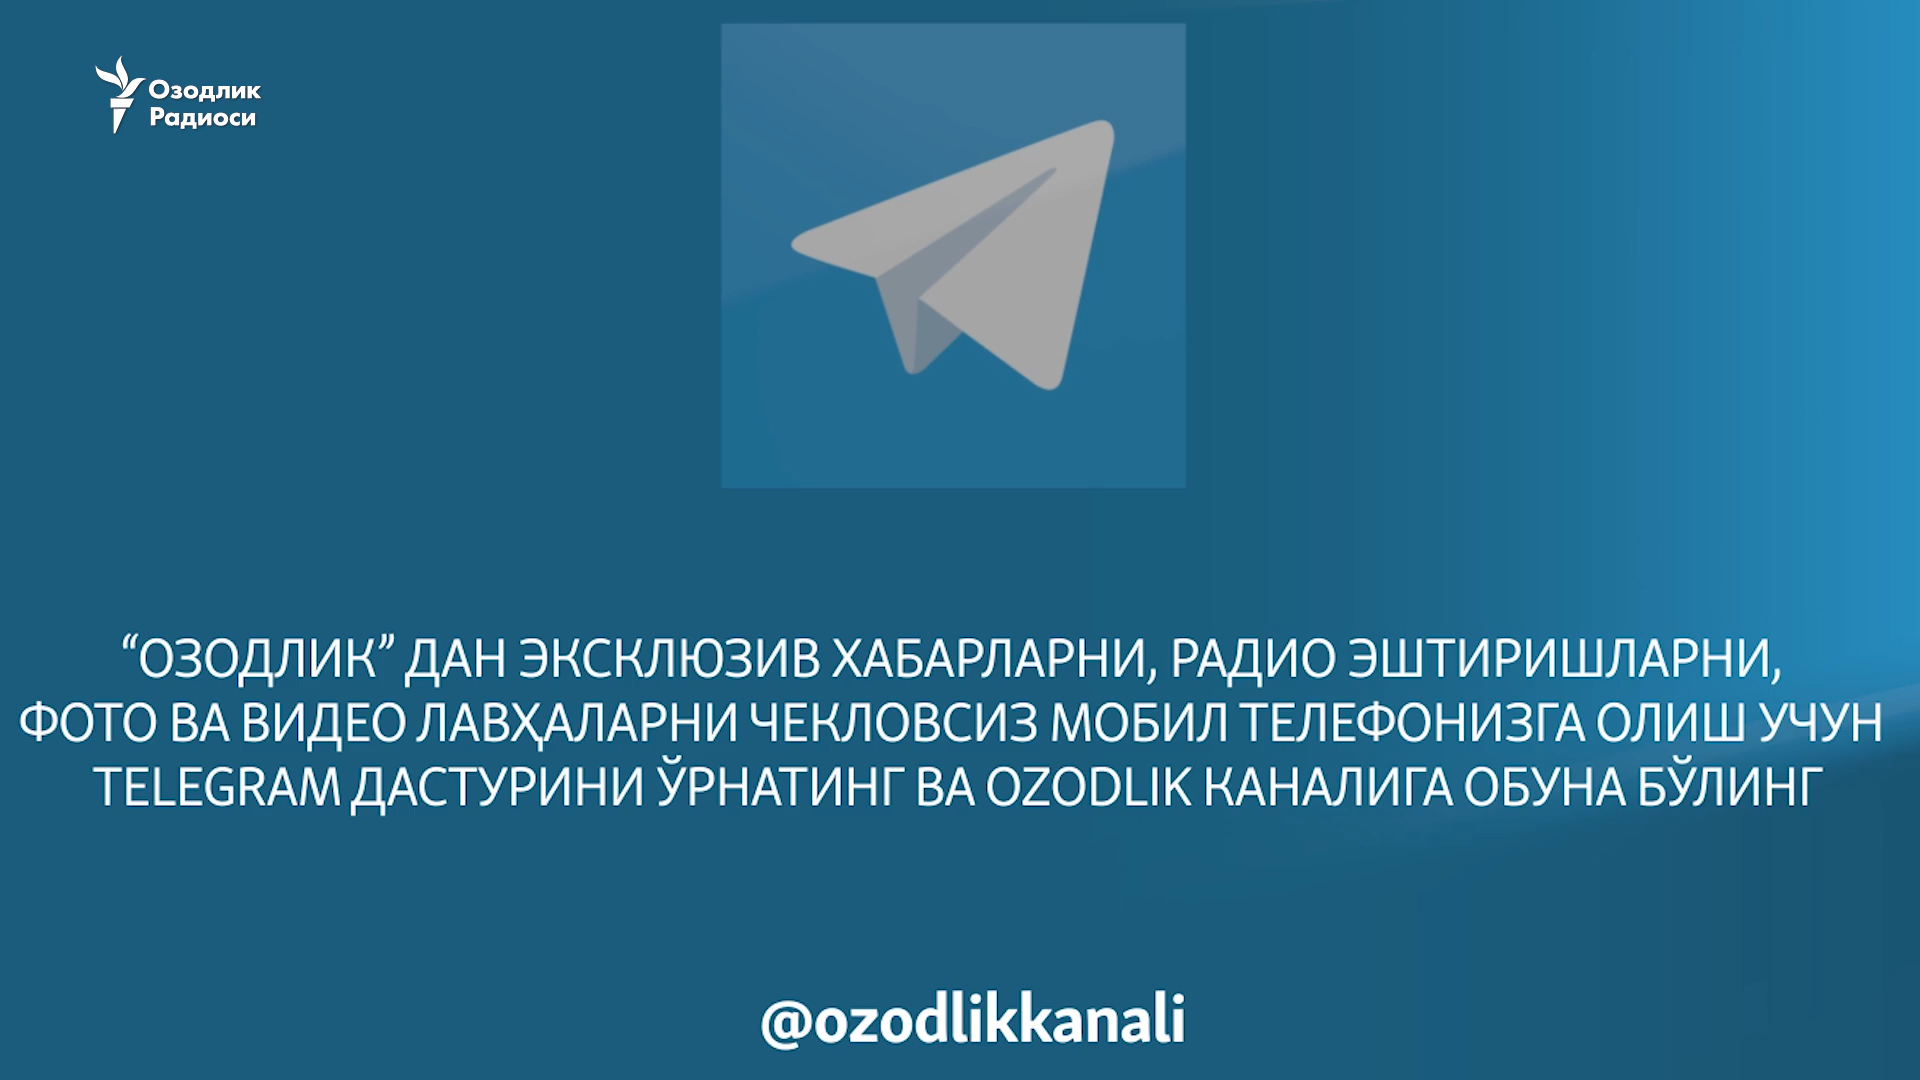 Озодлик
Радиоси
“ОЗОДЛИК” ДАН ЭКСКЛЮЗИВ ХАБАРЛАРНИ, РАДИО ЭШТИРИШЛАРНИ,
ФОТО ВА ВИДЕО ЛАВҲАЛАРНИ ЧЕКЛОВСИЗ МОБИЛ ТЕЛЕФОНИЗГА ОЛИШ УЧУН
TELEGRAM ДАСТУРИНИ ЎРНАТИНГ ВА OZODLIK КАНАЛИГА ОБУНА БЎЛИНГ
@ozodlikkanali